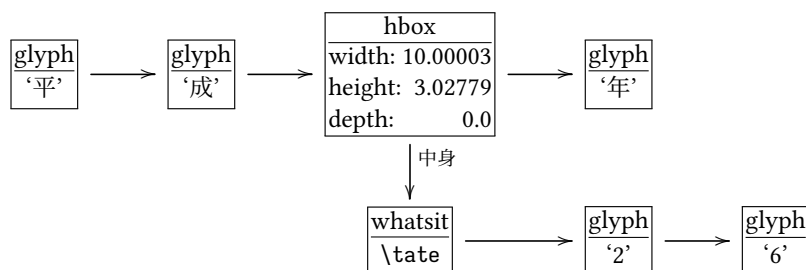 glyph
‘平’
glyph
‘成’
hbox
width: 10.00003
height: 3.02779
depth: 0.0
glyph
‘年’
中身
whatsit
\tate
glyph
‘2’
glyph
‘6’